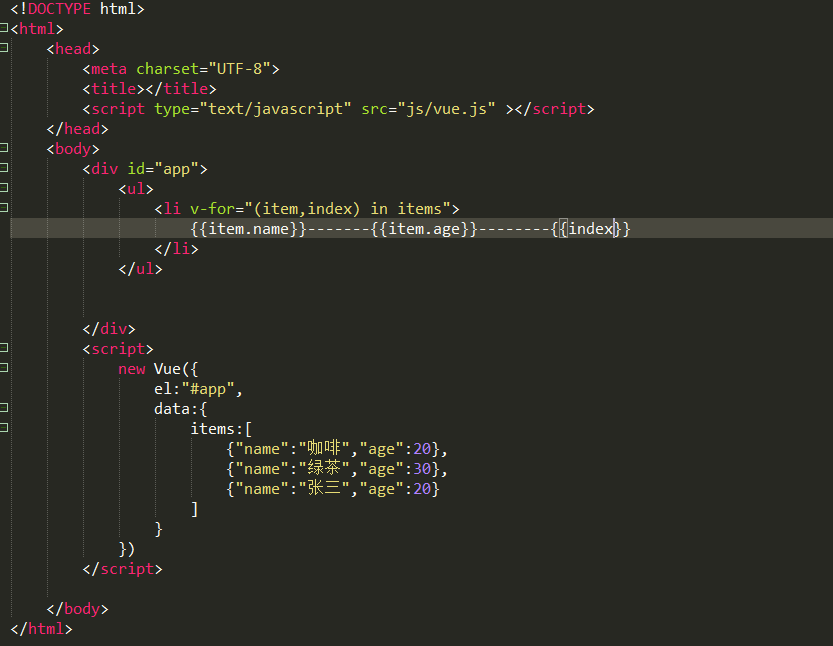 <!DOCTYPE html>
<html>
<head>
<meta charset="UTF-8">
<title></title>
<script type="text/javascript" src="js/vue.js" ></script>
</head>
<body>
<div id="app">
<ul>
<li v-for="(item,index) in items">
{{item.name}}-------{{item.age}}--------{{index}}
</li>
</ul>
</div>
<script>
new Vue({
el:"#app",
data:{
items:[
{"name":"咖啡","age":20},
{"name":"绿茶","age":30},
{"name":"张三","age":20}
]
}
})
</script>
</body>
</html>